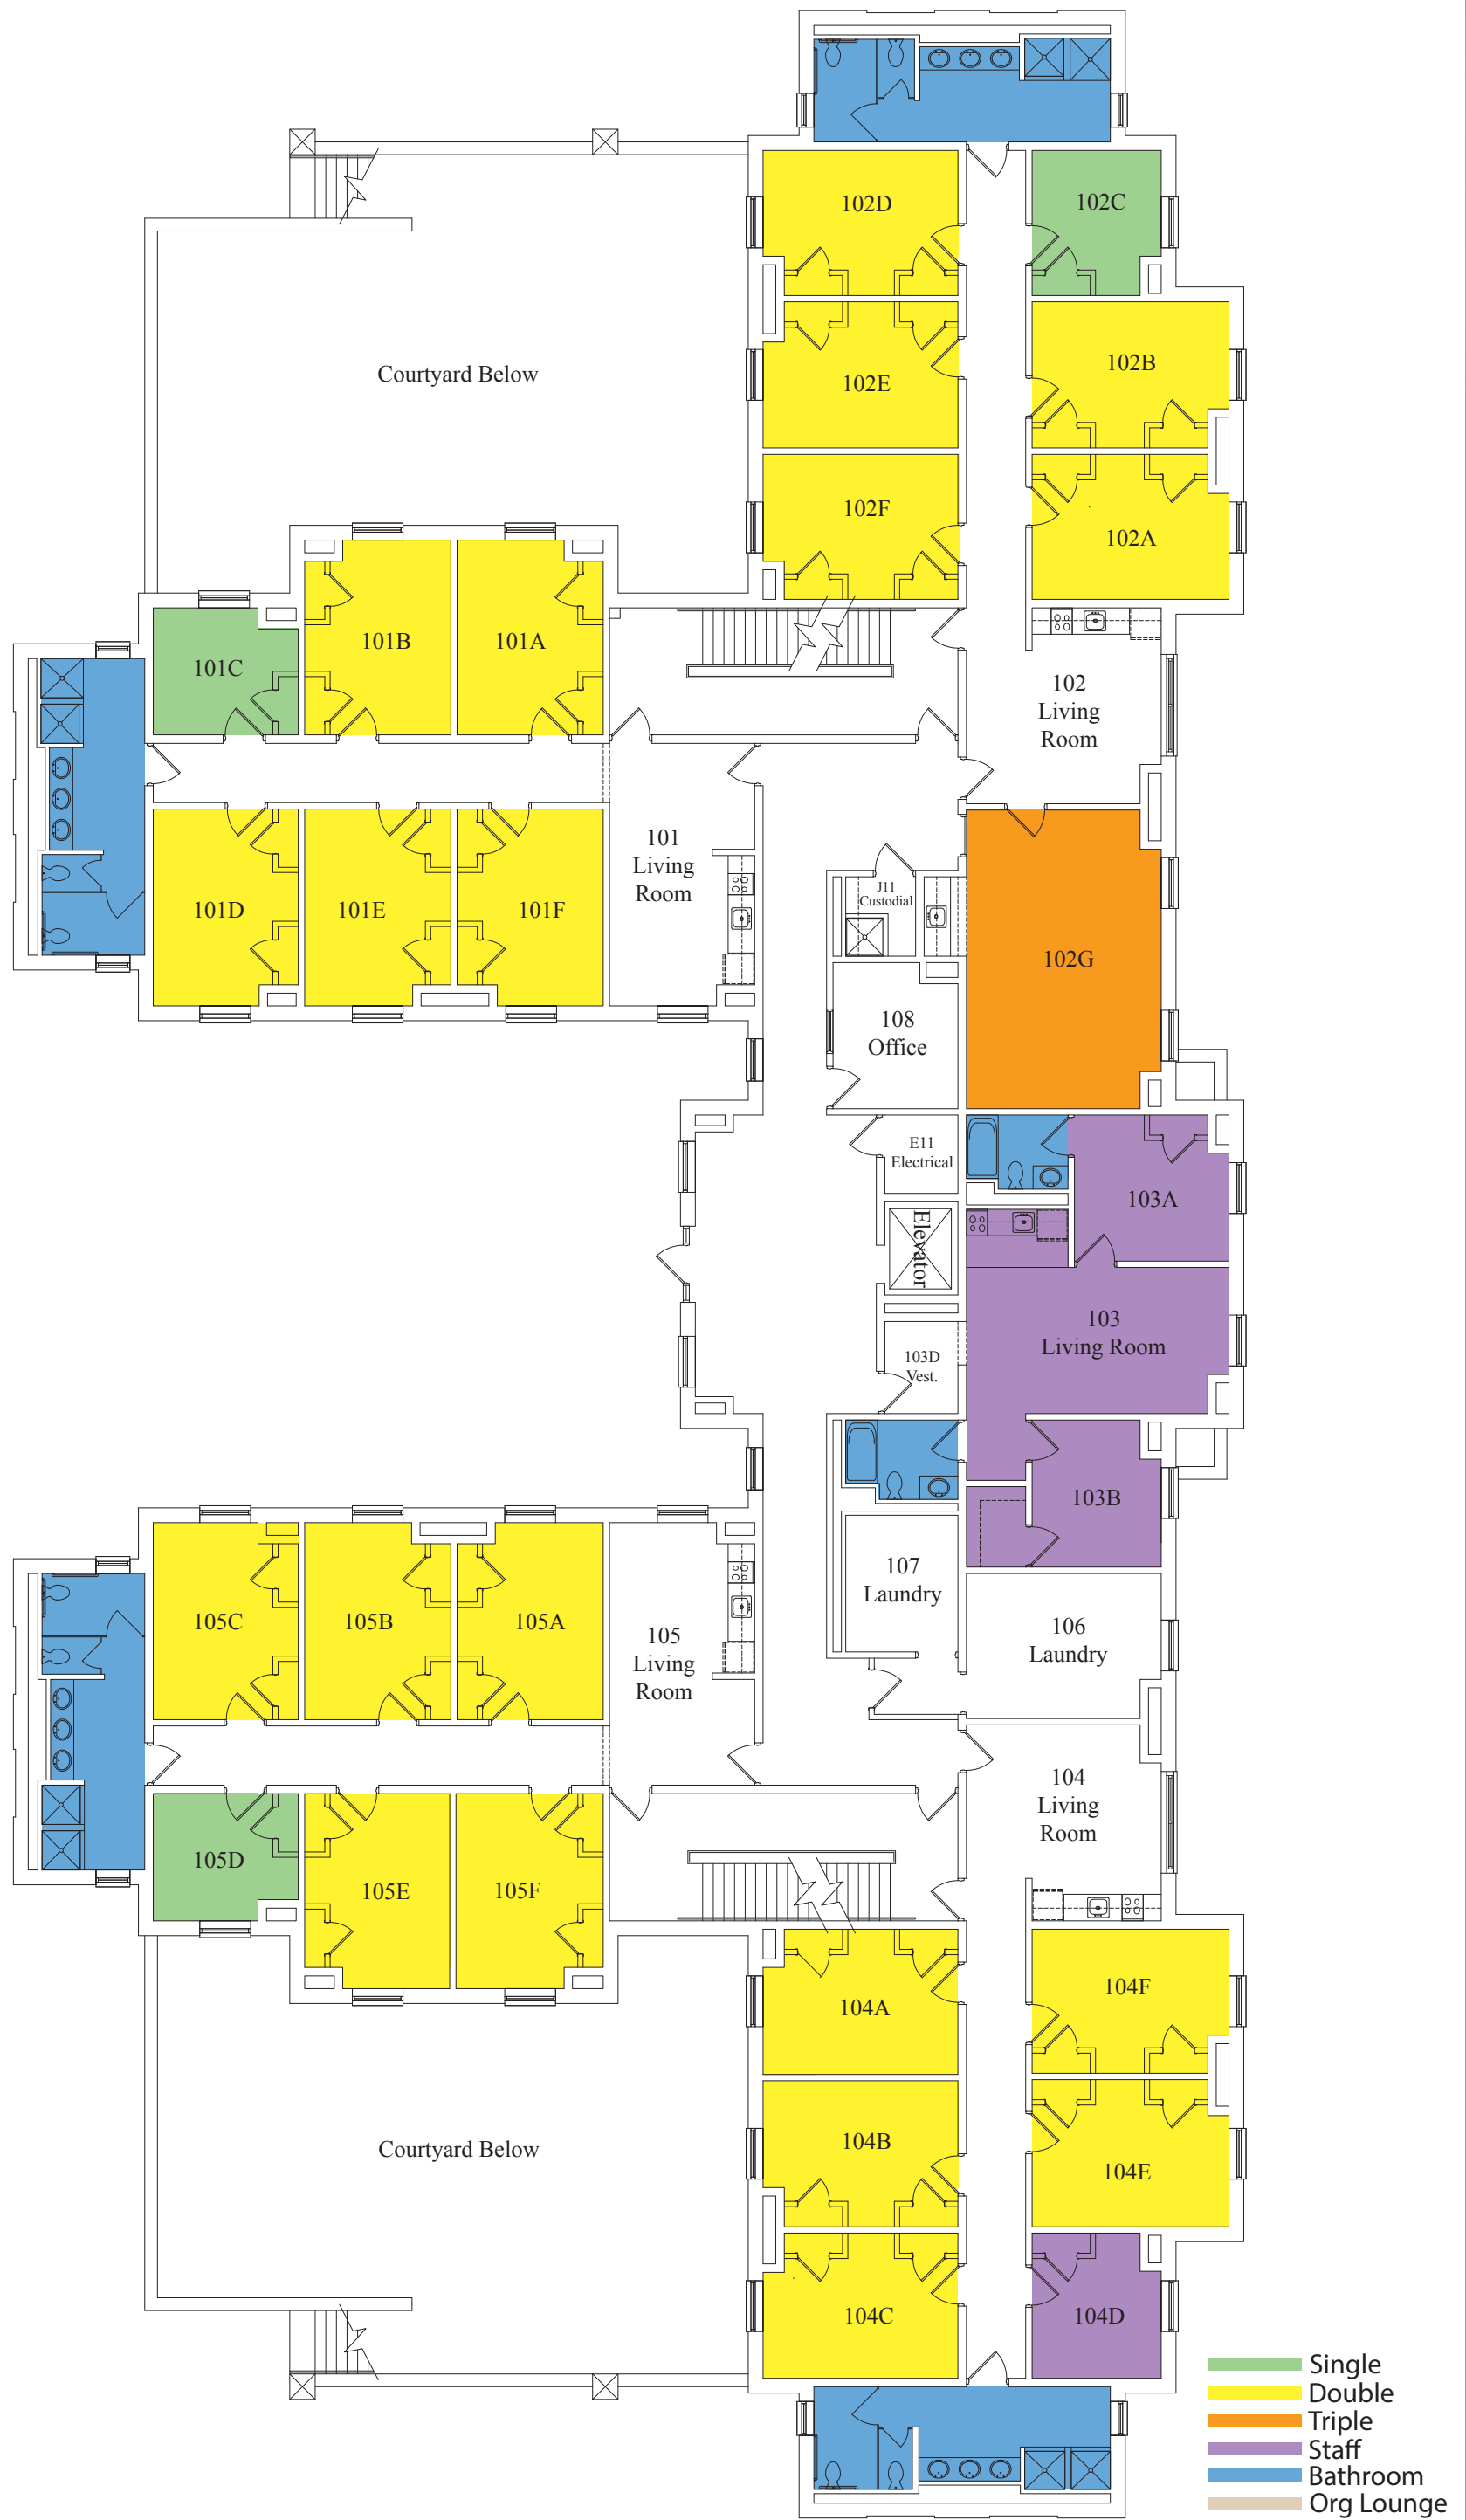 102D
102C
102B
Courtyard Below
102E
102F
102A
101B
101A
101C
102
Living
Room
101
Living
Room
J11
Custodial
101D
101E
101F
102G
108
Office
E11
Electrical
103A
Elevator
103
Living Room
103D
Vest.
103B
107
Laundry
105C
105B
105A
105
Living
Room
106
Laundry
104
Living
Room
105D
105E
105F
104F
104A
104B
Courtyard Below
104E
104C
104D
Single
Double
Triple
Staff
Bathroom
Org Lounge